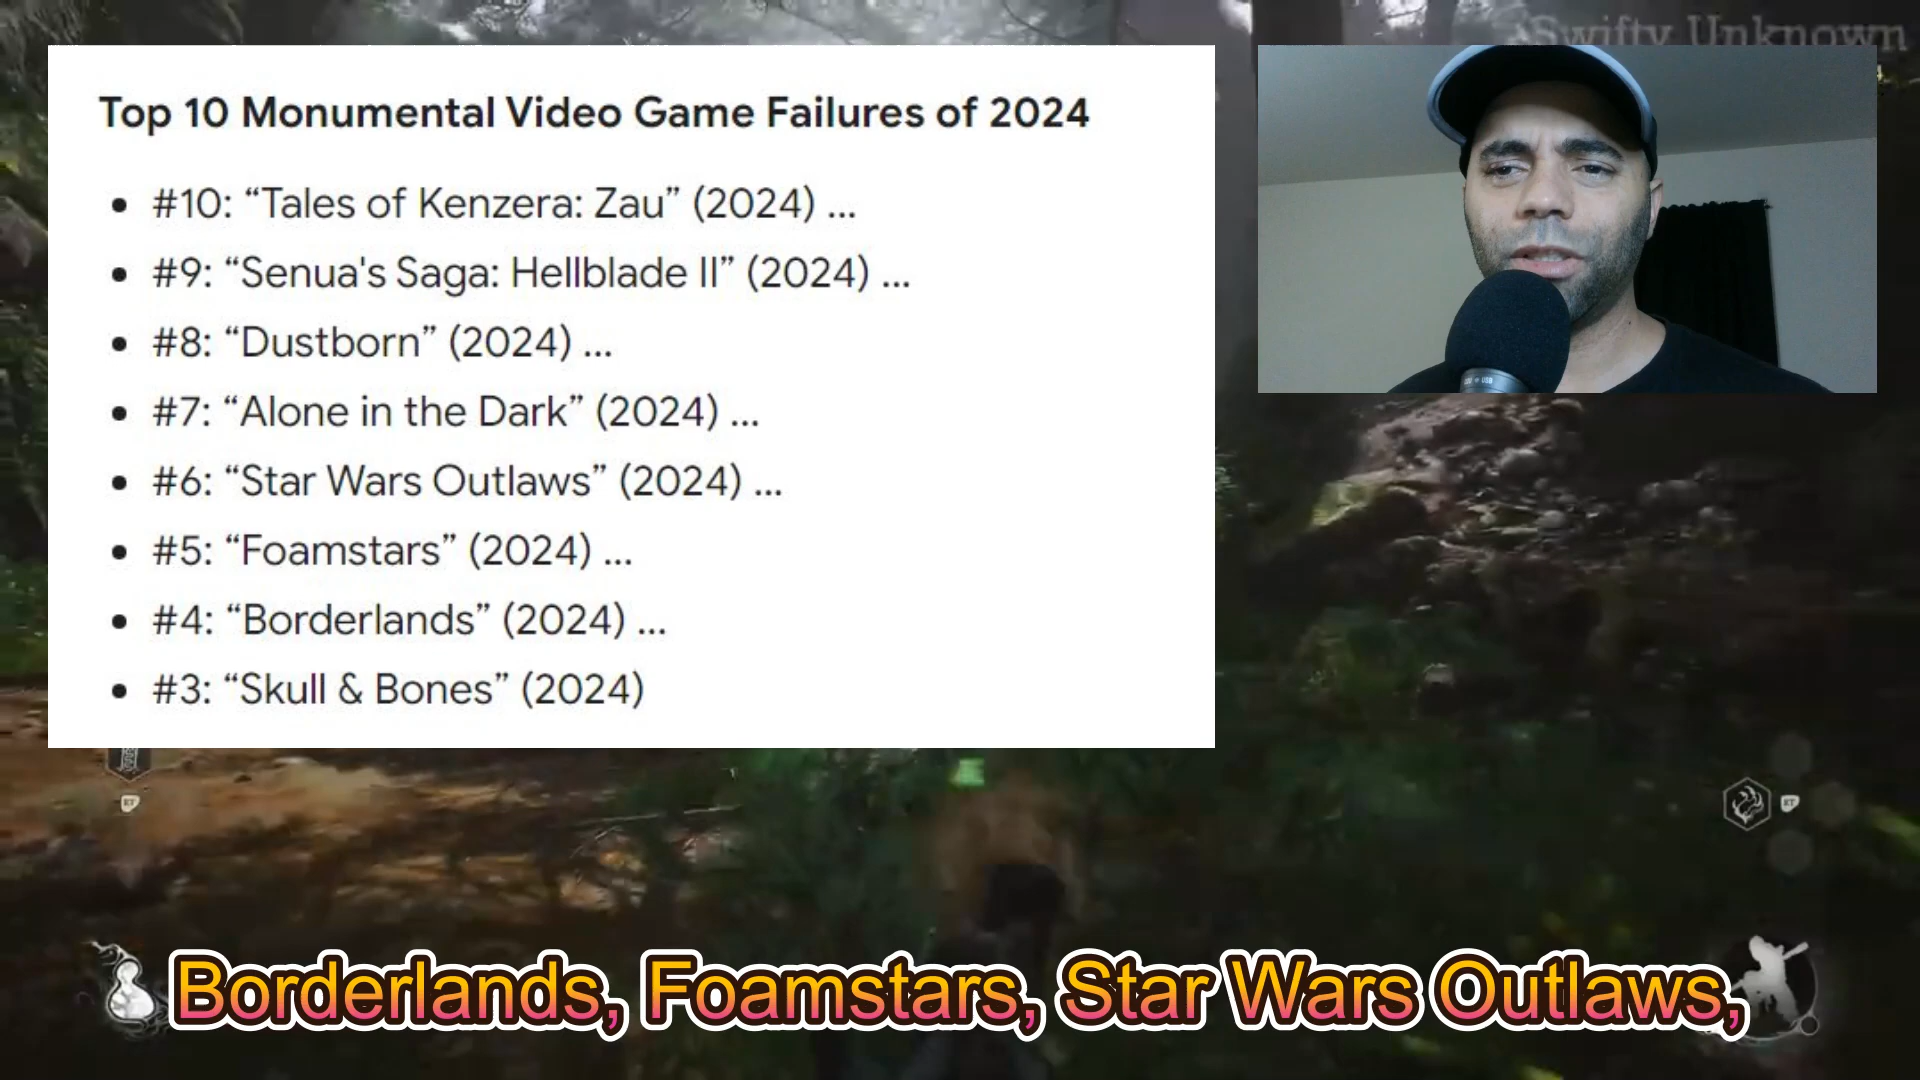 Swifty Unknown
Top 10 Monumental Video Game Failures of 2024
• #10: “Tales of Kenzera: Zau” (2024) ...
• #9: “Senua's Saga: Hellblade II” (2024) ...
• #8: “Dustborn” (2024) ...
• #7: “Alone in the Dark” (2024) ...
• #6: “Star Wars Outlaws” (2024) ...
• #5: “Foamstars” (2024) ...
• #4: “Borderlands” (2024) ...
• #3: “Skull & Bones” (2024)
Borderlands, Foamstars, Star Wars Outlaws,